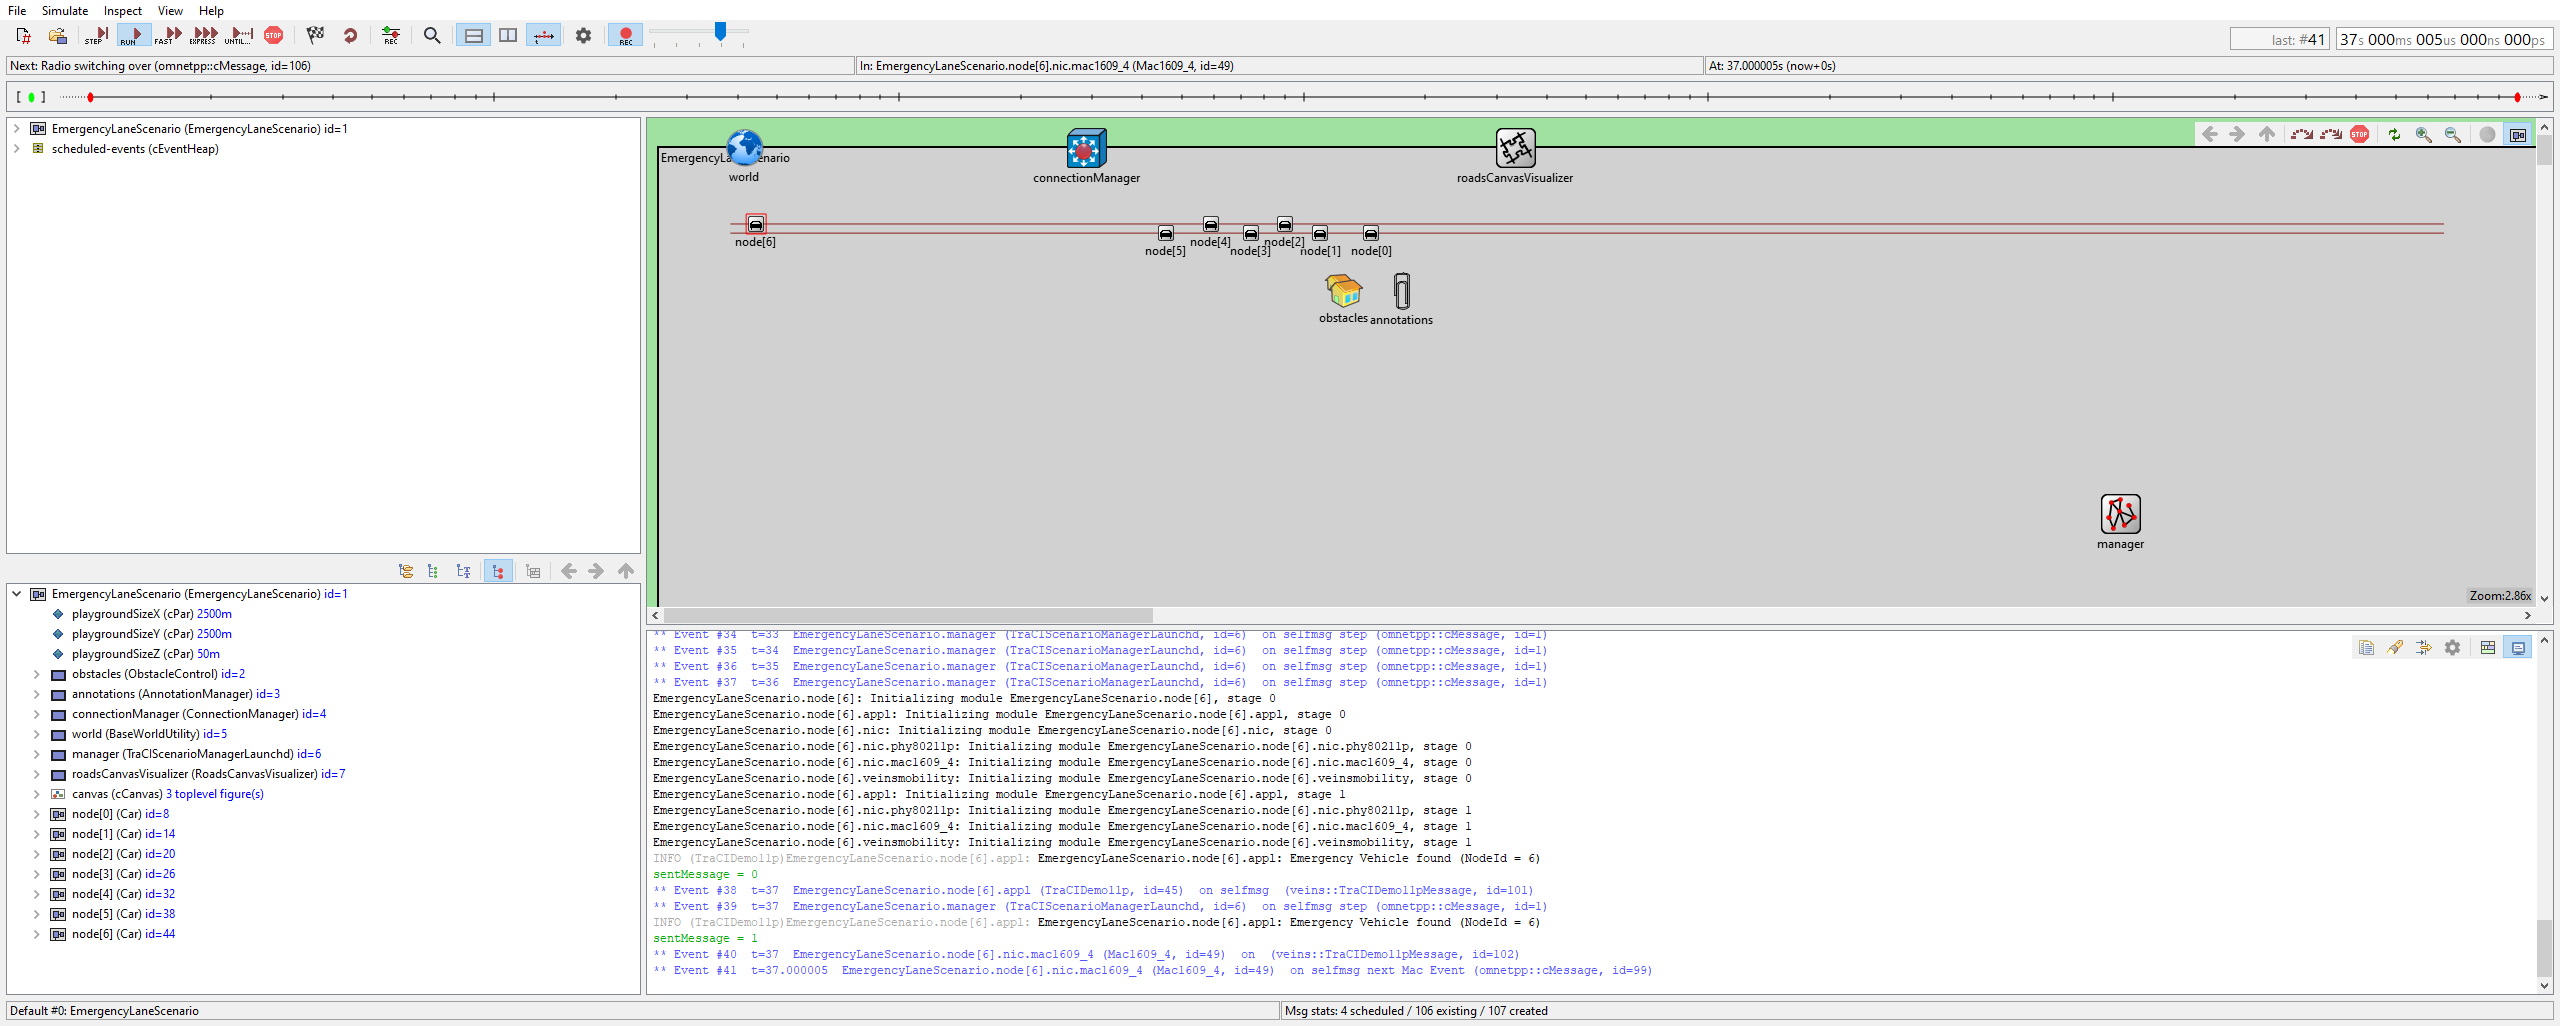 File Simulate Inspect View Help
STEP RUN FAST EXPRESS UNTIL... STOP REC REC
last: #41 37s 000ms 005us 000ns 000ps
Next: Radio switching over (omnetpp::cMessage, id=106) In: EmergencyLaneScenario.node[6].nic.mac1609_4 (Mac1609_4, id=49) At: 37.000005s (now+0s)
EmergencyLaneScenario (EmergencyLaneScenario) id=1
scheduled-events (cEventHeap)
STOP
world
connectionManager
roadsCanvasVisualizer
node[6]
node[5]
node[4]
node[3]
node[2]
node[1]
node[0]
obstacles
annotations
manager
Zoom:2.86x
EmergencyLaneScenario (EmergencyLaneScenario) id=1
playgroundSizeX (cPar) 2500m
playgroundSizeY (cPar) 2500m
playgroundSizeZ (cPar) 50m
obstacles (ObstacleControl) id=2
annotations (AnnotationManager) id=3
connectionManager (ConnectionManager) id=4
world (BaseWorldUtility) id=5
manager (TraCIScenarioManagerLaunchd) id=6
roadsCanvasVisualizer (RoadsCanvasVisualizer) id=7
canvas (cCanvas) 3 toplevel figure(s)
node[0] (Car) id=8
node[1] (Car) id=14
node[2] (Car) id=20
node[3] (Car) id=26
node[4] (Car) id=32
node[5] (Car) id=38
node[6] (Car) id=44
** Event #34 t=33 EmergencyLaneScenario.manager (TraCIScenarioManagerLaunchd, id=6) on selfmsg step (omnetpp::cMessage, id=1)
** Event #35 t=34 EmergencyLaneScenario.manager (TraCIScenarioManagerLaunchd, id=6) on selfmsg step (omnetpp::cMessage, id=1)
** Event #36 t=35 EmergencyLaneScenario.manager (TraCIScenarioManagerLaunchd, id=6) on selfmsg step (omnetpp::cMessage, id=1)
** Event #37 t=36 EmergencyLaneScenario.manager (TraCIScenarioManagerLaunchd, id=6) on selfmsg step (omnetpp::cMessage, id=1)
EmergencyLaneScenario.node[6]: Initializing module EmergencyLaneScenario.node[6], stage 0
EmergencyLaneScenario.node[6].appl: Initializing module EmergencyLaneScenario.node[6].appl, stage 0
EmergencyLaneScenario.node[6].nic: Initializing module EmergencyLaneScenario.node[6].nic, stage 0
EmergencyLaneScenario.node[6].nic.phy80211p: Initializing module EmergencyLaneScenario.node[6].nic.phy80211p, stage 0
EmergencyLaneScenario.node[6].nic.mac1609_4: Initializing module EmergencyLaneScenario.node[6].nic.mac1609_4, stage 0
EmergencyLaneScenario.node[6].veinsmobility: Initializing module EmergencyLaneScenario.node[6].veinsmobility, stage 0
EmergencyLaneScenario.node[6].appl: Initializing module EmergencyLaneScenario.node[6].appl, stage 1
EmergencyLaneScenario.node[6].nic.phy80211p: Initializing module EmergencyLaneScenario.node[6].nic.phy80211p, stage 1
EmergencyLaneScenario.node[6].nic.mac1609_4: Initializing module EmergencyLaneScenario.node[6].nic.mac1609_4, stage 1
EmergencyLaneScenario.node[6].veinsmobility: Initializing module EmergencyLaneScenario.node[6].veinsmobility, stage 1
INFO (TraCIDemo11p)EmergencyLaneScenario.node[6].appl: EmergencyLaneScenario.node[6].appl: Emergency Vehicle found (NodeId = 6)
sentMessage = 0
** Event #38 t=37 EmergencyLaneScenario.node[6].appl (TraCIDemo11p, id=45) on selfmsg (veins::TraCIDemo11pMessage, id=101)
** Event #39 t=37 EmergencyLaneScenario.manager (TraCIScenarioManagerLaunchd, id=6) on selfmsg step (omnetpp::cMessage, id=1)
INFO (TraCIDemo11p)EmergencyLaneScenario.node[6].appl: EmergencyLaneScenario.node[6].appl: Emergency Vehicle found (NodeId = 6)
sentMessage = 1
** Event #40 t=37 EmergencyLaneScenario.node[6].nic.mac1609_4 (Mac1609_4, id=49) on (veins::TraCIDemo11pMessage, id=102)
** Event #41 t=37.000005 EmergencyLaneScenario.node[6].nic.mac1609_4 (Mac1609_4, id=49) on selfmsg next Mac Event (omnetpp::cMessage, id=99)
Default #0: EmergencyLaneScenario Msg stats: 4 scheduled / 106 existing / 107 created